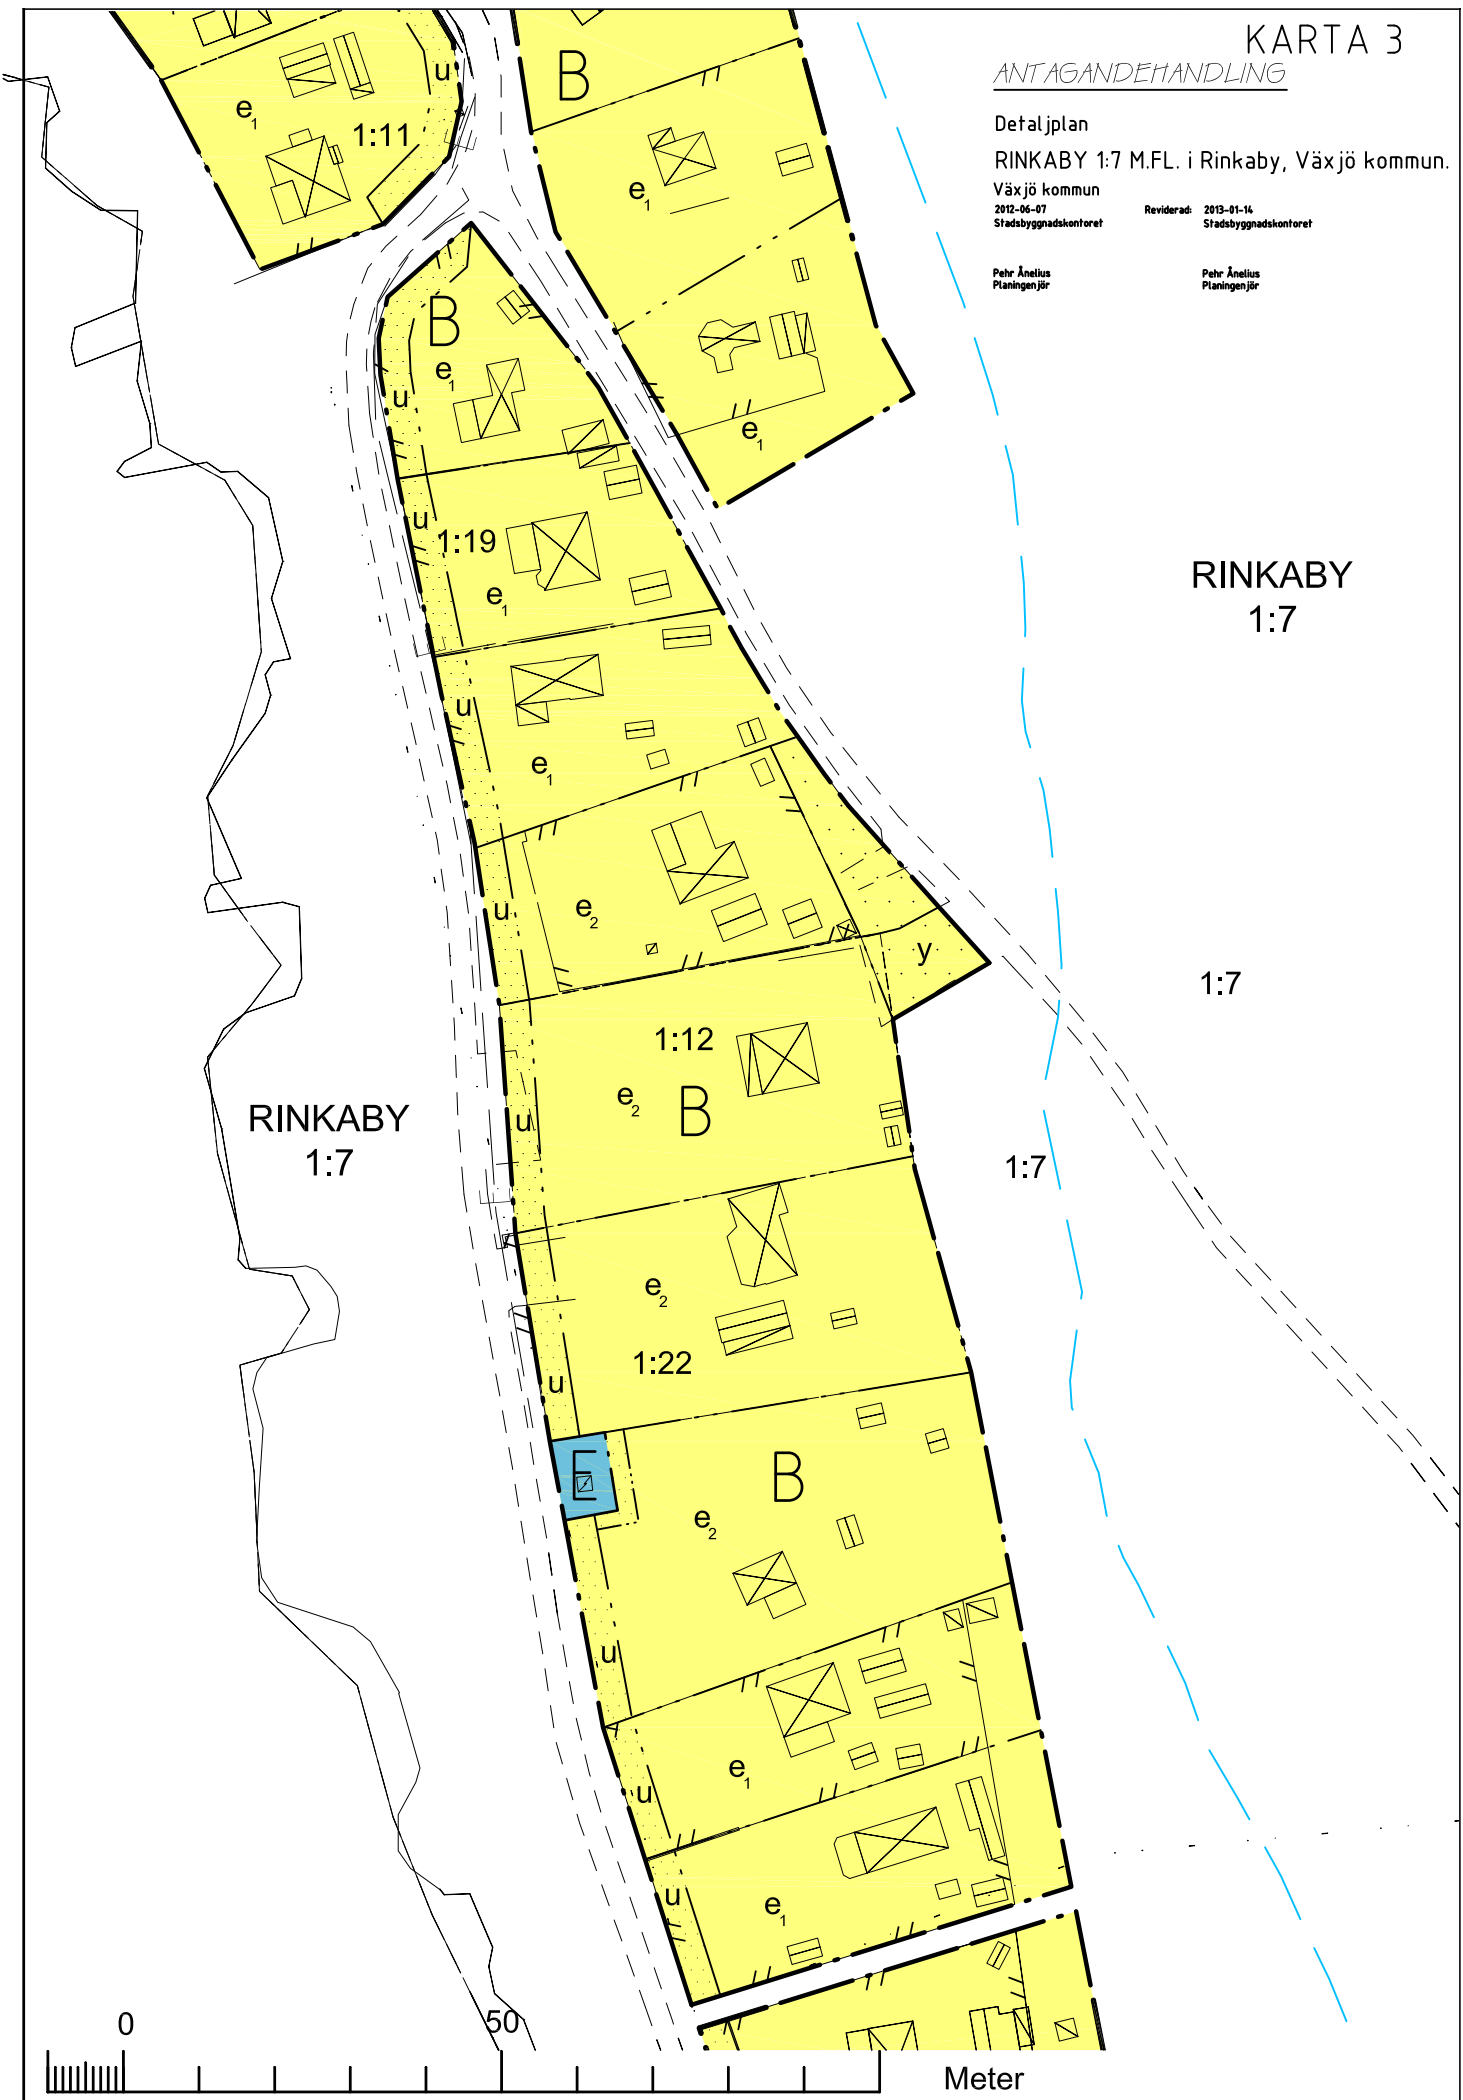 KARTA 3
ANTAGANDEHANDLING
Detaljplan
RINKABY 1:7 M.FL. i Rinkaby, Växjö kommun.
Växjö kommun
2012-06-07 Reviderad: 2013-01-14
Stadsbyggnadskontoret Stadsbyggnadskontoret
Pehr Ånelius Pehr Ånelius
Planingenjör Planingenjör
u
B
e1
1:11
e1
B
e1
u
e1
u
1:19
e1
RINKABY
1:7
u
e1
u
e2
y
1:7
1:12
e2
B
RINKABY
1:7
u
1:7
e2
1:22
u
E
B
e2
u
e1
u
u
e1
0
50
Meter